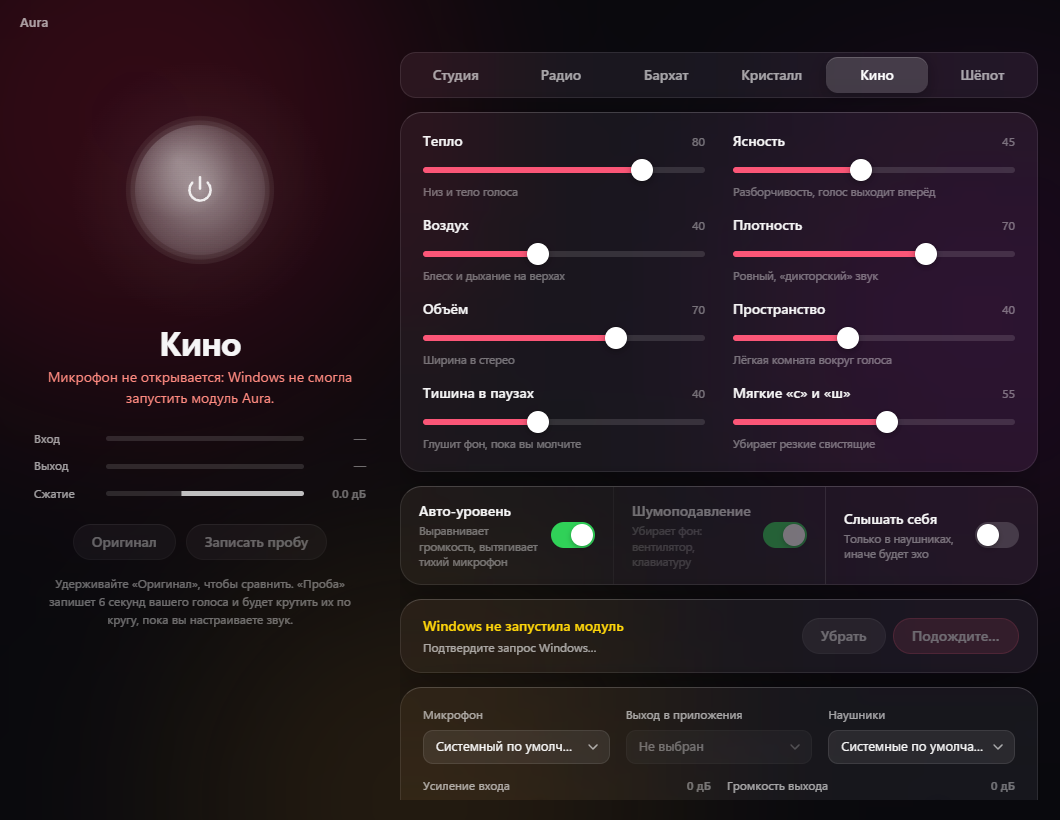 Aura
Студия
Радио
Бархат
Кристалл
Кино
Шёпот
Кино
Микрофон не открывается: Windows не смогла
запустить модуль Aura.
Вход —
Выход —
Сжатие 0.0 дБ
Оригинал
Записать пробу
Удерживайте «Оригинал», чтобы сравнить. «Проба»
запишет 6 секунд вашего голоса и будет крутить их по
кругу, пока вы настраиваете звук.
Тепло 80
Низ и тело голоса
Ясность 45
Разборчивость, голос выходит вперёд
Воздух 40
Блеск и дыхание на верхах
Плотность 70
Ровный, «дикторский» звук
Объём 70
Ширина в стерео
Пространство 40
Лёгкая комната вокруг голоса
Тишина в паузах 40
Глушит фон, пока вы молчите
Мягкие «с» и «ш» 55
Убирает резкие свистящие
Авто-уровень
Выравнивает
громкость, вытягивает
тихий микрофон
Шумоподавление
Убирает фон:
вентилятор,
клавиатуру
Слышать себя
Только в наушниках,
иначе будет эхо
Windows не запустила модуль
Подтвердите запрос Windows...
Убрать
Подождите...
Микрофон
Системный по умолч...
Выход в приложения
Не выбран
Наушники
Системные по умолча...
Усиление входа 0 дБ
Громкость выхода 0 дБ